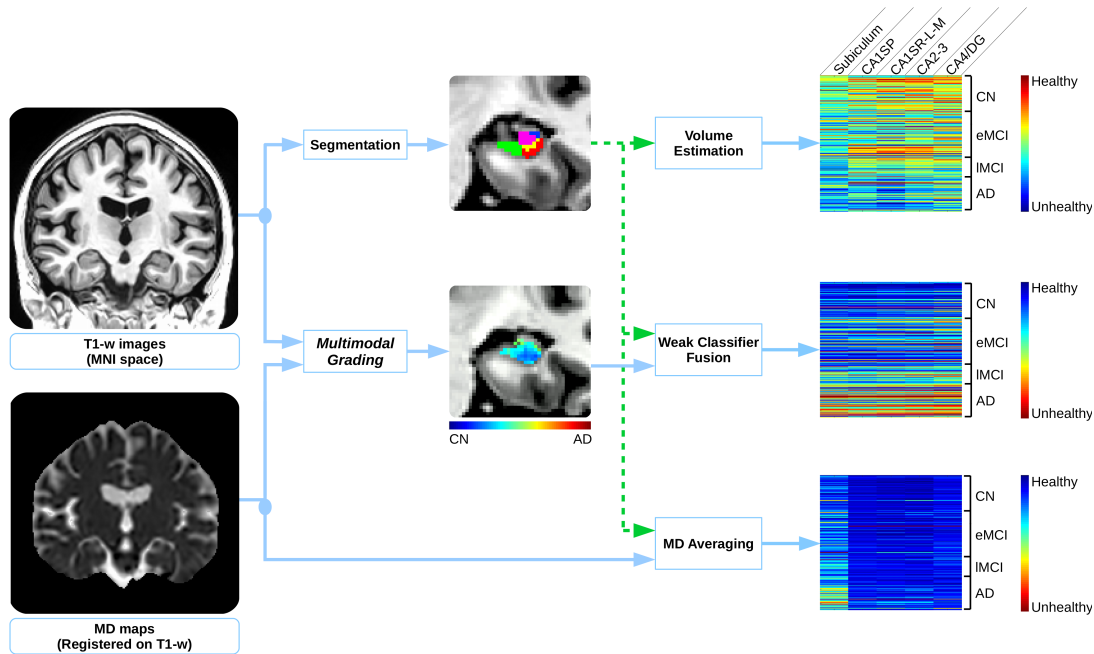 Subiculum
CA1SP
CA1SR-L-M
CA2-3
CA4/DG
Healthy
CN
eMCI
lMCI
AD
Unhealthy
Segmentation
Volume
Estimation
T1-w images
(MNI space)
Multimodal
Grading
CN
AD
Weak Classifier
Fusion
Healthy
CN
eMCI
lMCI
AD
Unhealthy
MD maps
(Registered on T1-w)
MD Averaging
Healthy
CN
eMCI
lMCI
AD
Unhealthy